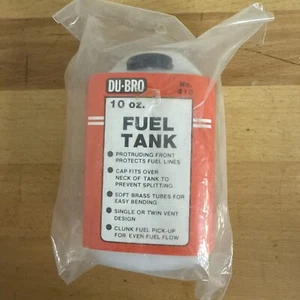 DU-BRO
No.
410
10 oz.
FUEL
TANK
• PROTRUDING FRONT
PROTECTS FUEL LINES
• CAP FITS OVER
NECK OF TANK TO
PREVENT SPLITTING
• SOFT BRASS TUBES FOR
EASY BENDING
• SINGLE OR TWIN VENT
DESIGN
• CLUNK FUEL PICK-UP
FOR EVEN FUEL FLOW